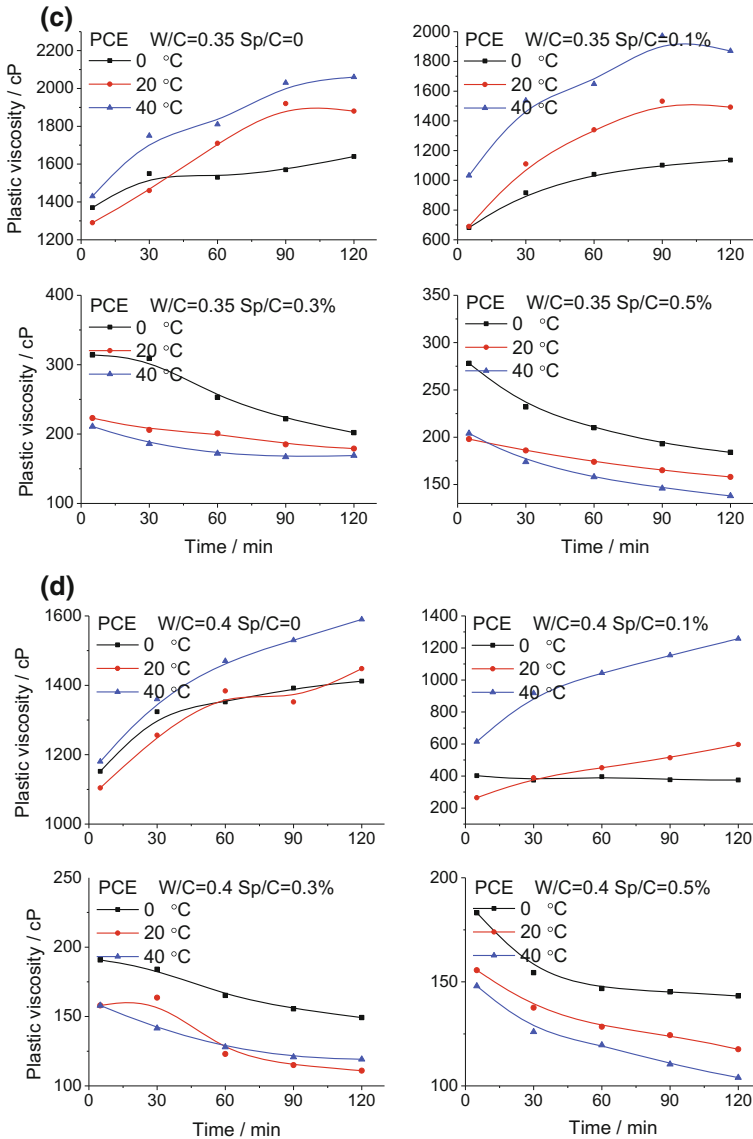 (c)
PCE W/C=0.35 Sp/C=0
0 °C
20 °C
40 °C
2200
2000
1800
1600
1400
1200
0 30 60 90 120
Plastic viscosity / cP
PCE W/C=0.35 Sp/C=0.1%
0 °C
20 °C
40 °C
2000
1800
1600
1400
1200
1000
800
600
0 30 60 90 120
PCE W/C=0.35 Sp/C=0.3%
0 °C
20 °C
40 °C
400
300
200
100
0 30 60 90 120
Plastic viscosity / cP
Time / min
PCE W/C=0.35 Sp/C=0.5%
0 °C
20 °C
40 °C
350
300
250
200
150
0 30 60 90 120
Time / min
(d)
PCE W/C=0.4 Sp/C=0
0 °C
20 °C
40 °C
1600
1400
1200
1000
0 30 60 90 120
Plastic viscosity / cP
PCE W/C=0.4 Sp/C=0.1%
0 °C
20 °C
40 °C
1400
1200
1000
800
600
400
200
0 30 60 90 120
PCE W/C=0.4 Sp/C=0.3%
0 °C
20 °C
40 °C
250
200
150
100
0 30 60 90 120
Plastic viscosity / cP
Time / min
PCE W/C=0.4 Sp/C=0.5%
0 °C
20 °C
40 °C
200
150
100
0 30 60 90 120
Time / min